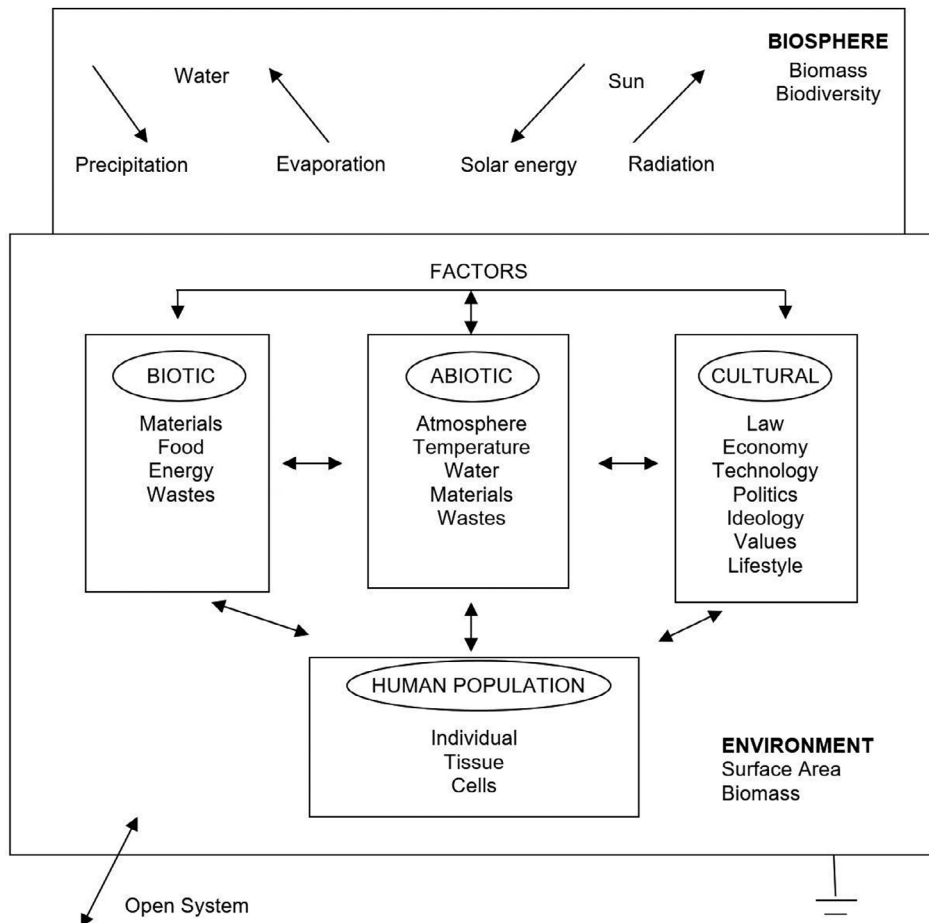 BIOSPHERE
Biomass
Biodiversity
Water
Sun
Precipitation
Evaporation
Solar energy
Radiation
FACTORS
BIOTIC
Materials
Food
Energy
Wastes
ABIOTIC
Atmosphere
Temperature
Water
Materials
Wastes
CULTURAL
Law
Economy
Technology
Politics
Ideology
Values
Lifestyle
HUMAN POPULATION
Individual
Tissue
Cells
ENVIRONMENT
Surface Area
Biomass
Open System